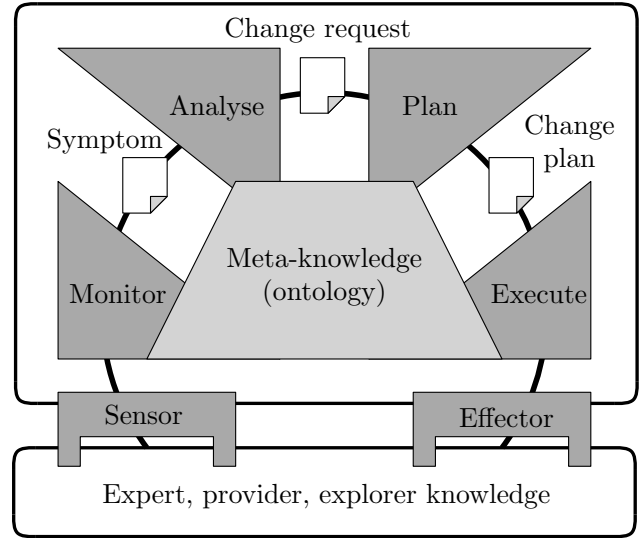 Change request
Analyse
Plan
Symptom
Change
plan
Meta-knowledge
(ontology)
Monitor
Execute
Sensor
Effector
Expert, provider, explorer knowledge